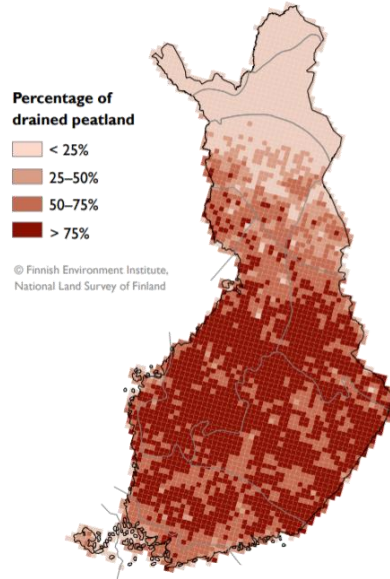 Percentage of
drained peatland
< 25%
25–50%
50–75%
> 75%
© Finnish Environment Institute,
National Land Survey of Finland